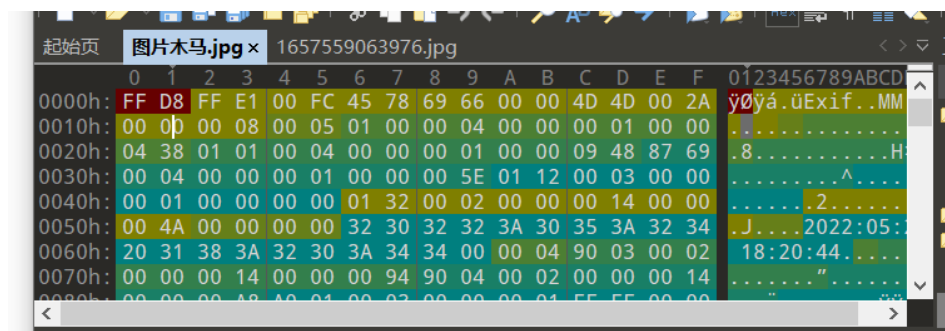 起始页 图片木马.jpg × 1657559063976.jpg
0 1 2 3 4 5 6 7 8 9 A B C D E F 0123456789ABCD
0000h: FF D8 FF E1 00 FC 45 78 69 66 00 00 4D 4D 00 2A ÿØÿá.üExif..MM
0010h: 00 00 00 08 00 05 01 00 00 04 00 00 00 01 00 00 ..............
0020h: 04 38 01 01 00 04 00 00 00 01 00 00 09 48 87 69 .8...........H
0030h: 00 04 00 00 00 01 00 00 00 5E 01 12 00 03 00 00 .........^....
0040h: 00 01 00 00 00 00 01 32 00 02 00 00 00 14 00 00 .......2......
0050h: 00 4A 00 00 00 00 32 30 32 32 3A 30 35 3A 32 34 .J....2022:05:
0060h: 20 31 38 3A 32 30 3A 34 34 00 00 04 90 03 00 02 18:20:44.....
0070h: 00 00 00 14 00 00 00 94 90 04 00 02 00 00 00 14 .......”......